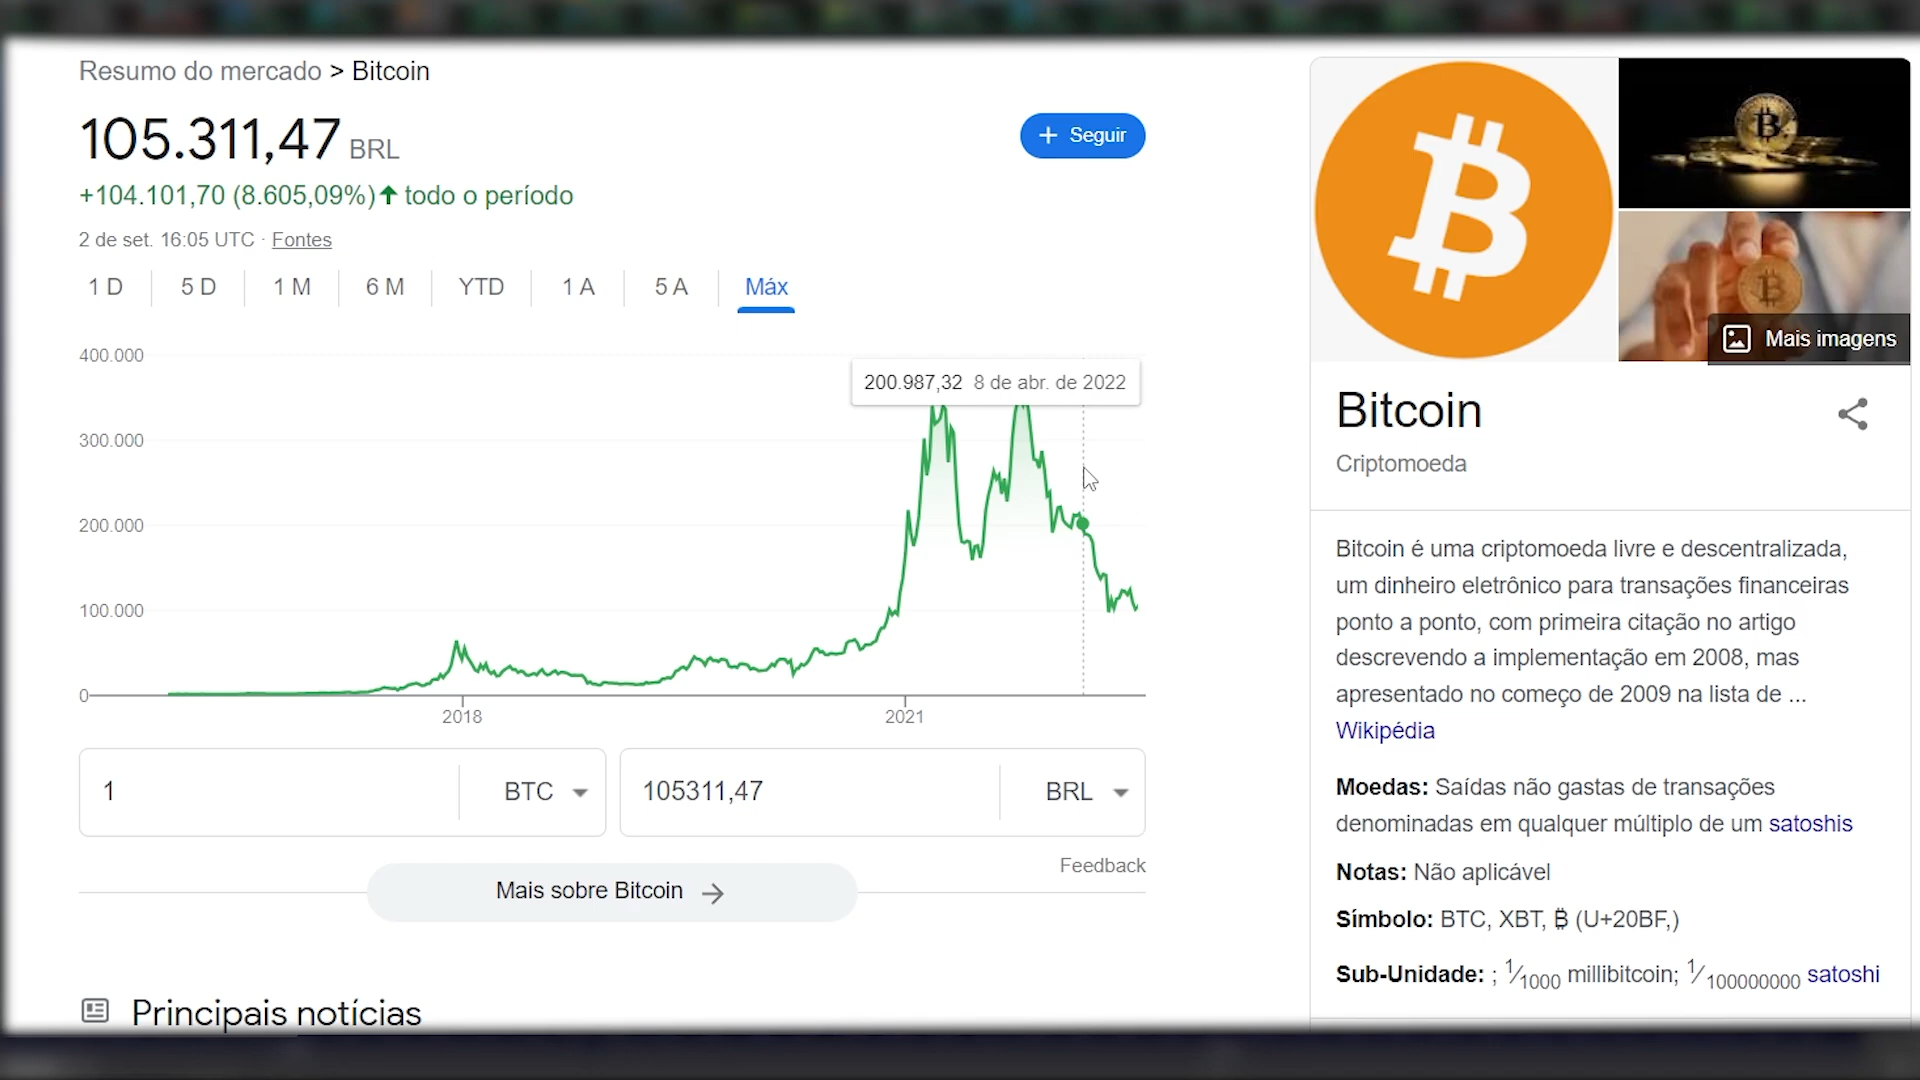 Resumo do mercado > Bitcoin
105.311,47 BRL
+ Seguir
+104.101,70 (8.605,09%) ↑ todo o período
2 de set. 16:05 UTC · Fontes
1 D 5 D 1 M 6 M YTD 1 A 5 A Máx
400.000
200.987,32 8 de abr. de 2022
300.000
200.000
100.000
0
2018 2021
1 BTC 105311,47 BRL
Feedback
Mais sobre Bitcoin →
Principais notícias
Mais imagens
Bitcoin
Criptomoeda
Bitcoin é uma criptomoeda livre e descentralizada,
um dinheiro eletrônico para transações financeiras
ponto a ponto, com primeira citação no artigo
descrevendo a implementação em 2008, mas
apresentado no começo de 2009 na lista de ...
Wikipédia
Moedas: Saídas não gastas de transações
denominadas em qualquer múltiplo de um satoshis
Notas: Não aplicável
Símbolo: BTC, XBT, ₿ (U+20BF,)
Sub-Unidade: ; 1⁄1000 millibitcoin; 1⁄100000000 satoshi